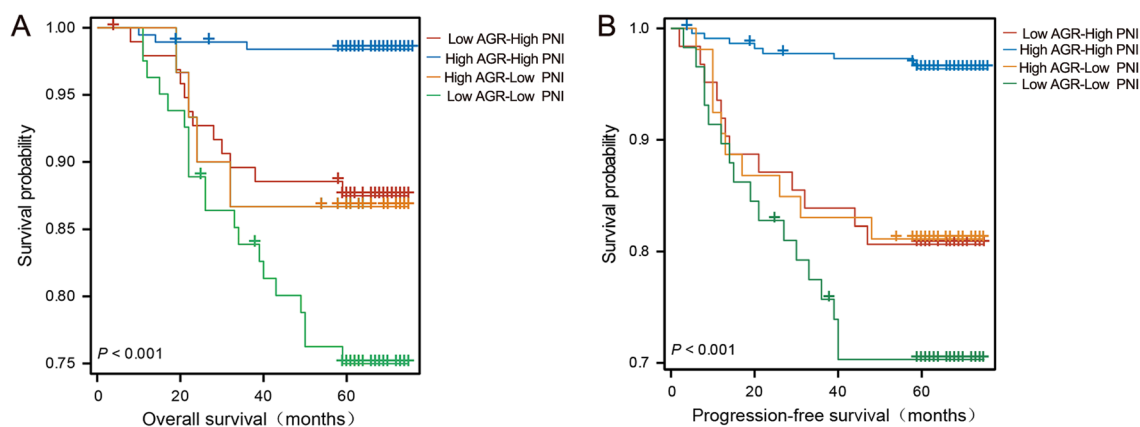 A
Survival probability
1.00
0.95
0.90
0.85
0.80
0.75
P < 0.001
0
20
40
60
Overall survival（months）
Low AGR-High PNI
High AGR-High PNI
High AGR-Low PNI
Low AGR-Low PNI
B
Survival probability
1.0
0.9
0.8
0.7
P < 0.001
0
20
40
60
Progression-free survival（months）
Low AGR-High PNI
High AGR-High PNI
High AGR-Low PNI
Low AGR-Low PNI